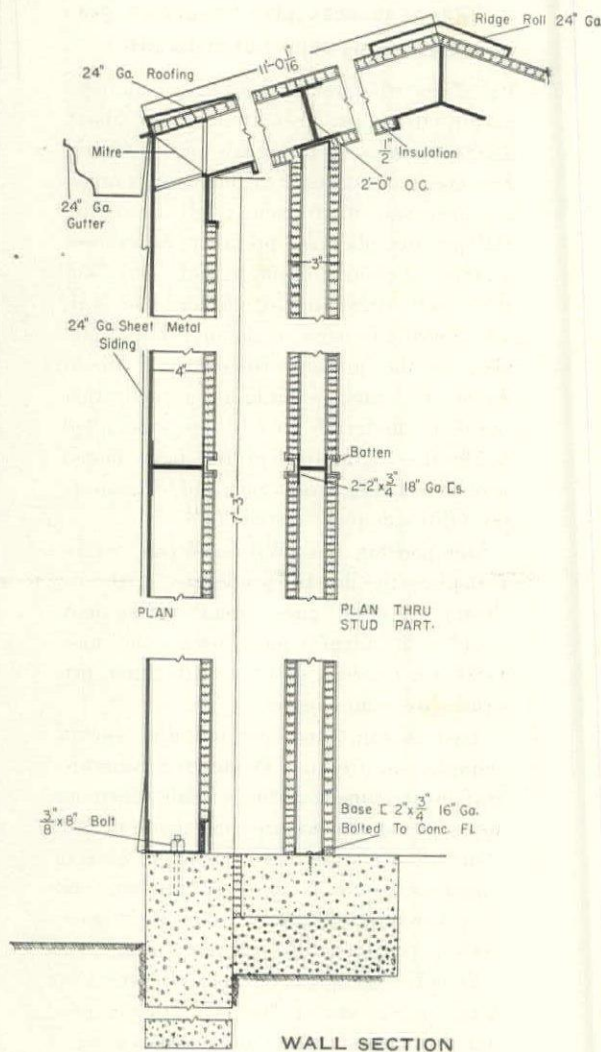 Ridge Roll 24" Ga.
11'-0 1/16"
24" Ga. Roofing
Mitre
1/2" Insulation
2'-0" O.C.
24" Ga.
Gutter
3"
24" Ga. Sheet Metal
Siding
4"
Batten
2-2"x3/4" 18" Ga. [s.
7'-3"
PLAN
PLAN THRU
STUD PART.
3/8"x8" Bolt
Base [ 2"x3/4" 16" Ga.
Bolted To Conc. Fl.
WALL SECTION